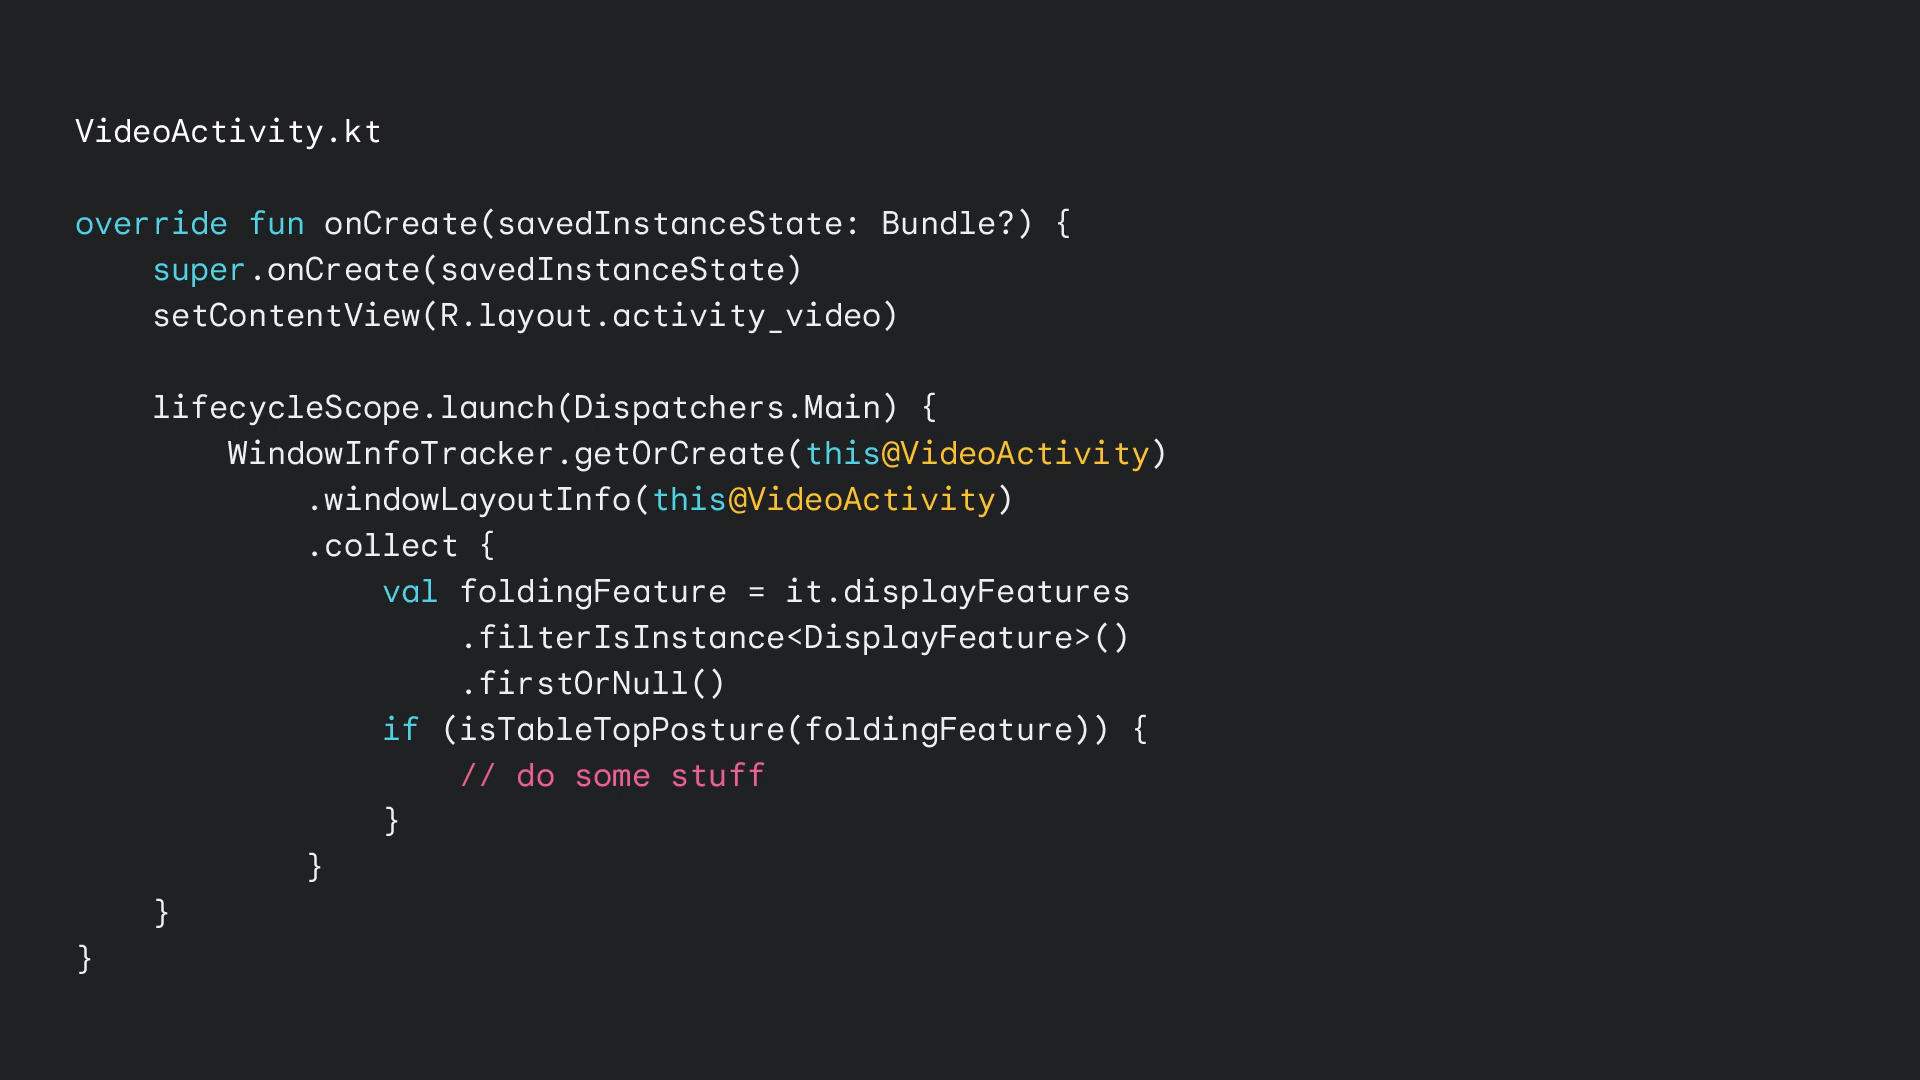 VideoActivity.kt
override fun onCreate(savedInstanceState: Bundle?) {
    super.onCreate(savedInstanceState)
    setContentView(R.layout.activity_video)
    lifecycleScope.launch(Dispatchers.Main) {
        WindowInfoTracker.getOrCreate(this@VideoActivity)
            .windowLayoutInfo(this@VideoActivity)
            .collect {
                val foldingFeature = it.displayFeatures
                    .filterIsInstance<DisplayFeature>()
                    .firstOrNull()
                if (isTableTopPosture(foldingFeature)) {
                    // do some stuff
                }
            }
    }
}